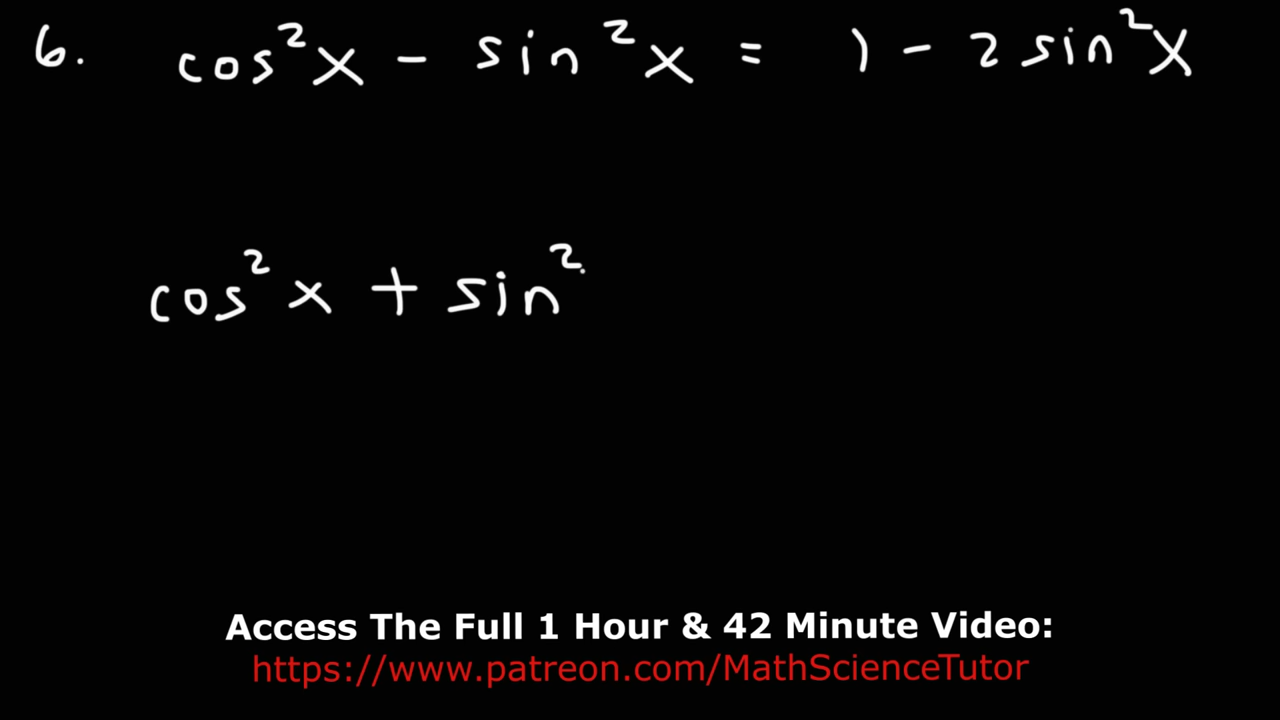 6. cos²x - sin²x = 1 - 2sin²x
cos²x + sin²
Access The Full 1 Hour & 42 Minute Video:
https://www.patreon.com/MathScienceTutor